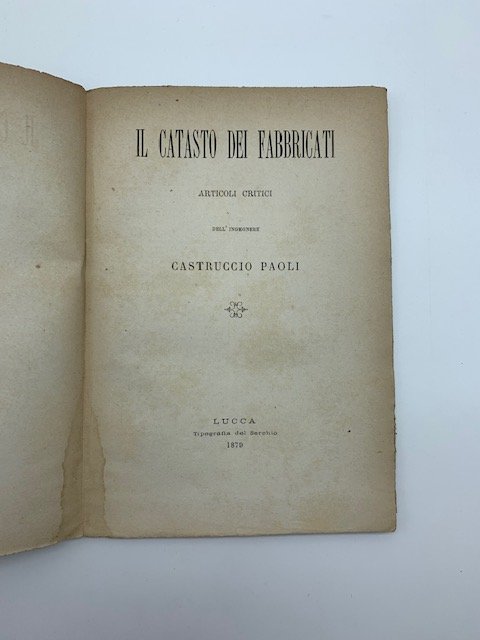 IL CATASTO DEI FABBRICATI
ARTICOLI CRITICI
DELL'INGEGNERE
CASTRUCCIO PAOLI
LUCCA
Tipografia del Serchio
1879